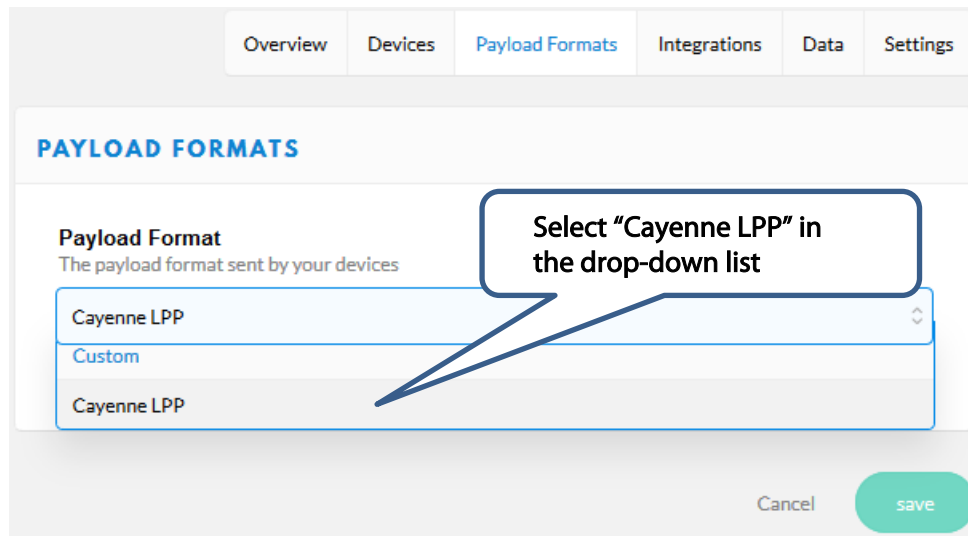 Overview Devices Payload Formats Integrations Data Settings
PAYLOAD FORMATS
Select “Cayenne LPP” in
the drop-down list
Payload Format
The payload format sent by your devices
Cayenne LPP
Custom
Cayenne LPP
Cancel save